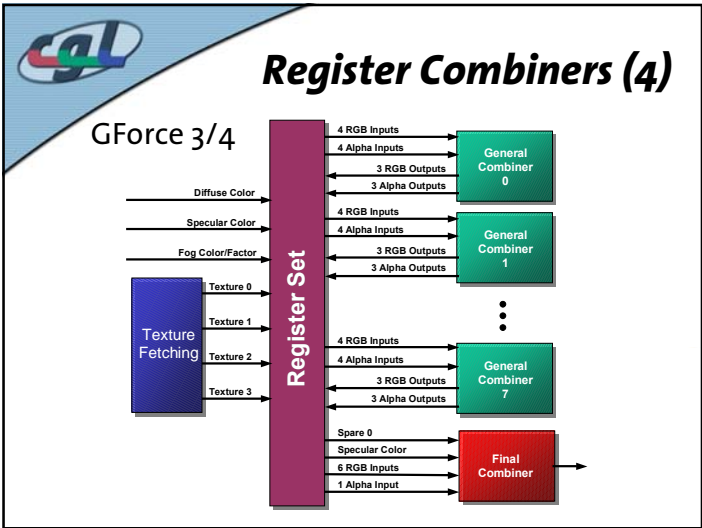 cgl
Register Combiners (4)
GForce 3/4
Diffuse Color
Specular Color
Fog Color/Factor
Texture Fetching
Texture 0
Texture 1
Texture 2
Texture 3
Register Set
4 RGB Inputs
4 Alpha Inputs
3 RGB Outputs
3 Alpha Outputs
General
Combiner
0
4 RGB Inputs
4 Alpha Inputs
3 RGB Outputs
3 Alpha Outputs
General
Combiner
1
4 RGB Inputs
4 Alpha Inputs
3 RGB Outputs
3 Alpha Outputs
General
Combiner
7
Spare 0
Specular Color
6 RGB Inputs
1 Alpha Input
Final
Combiner